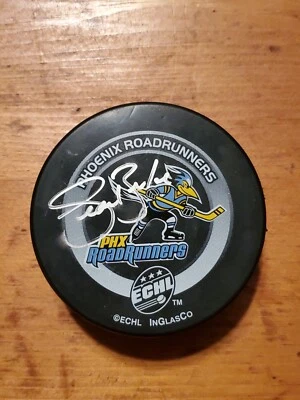 PHOENIX ROADRUNNERS
PHX
ROADRUNNERS
ECHL TM
©ECHL INGLASCO